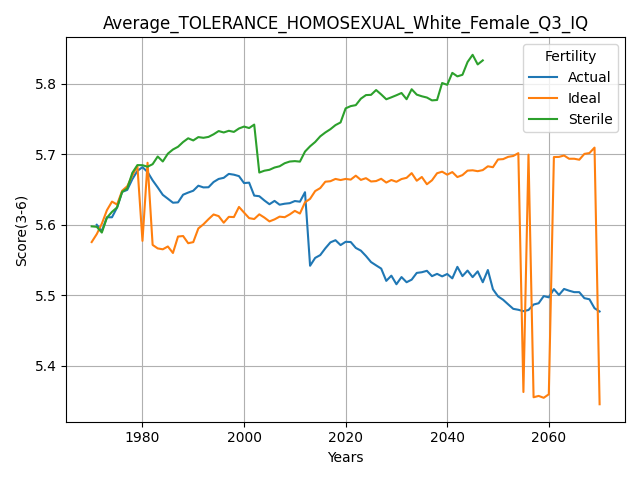 Average_TOLERANCE_HOMOSEXUAL_White_Female_Q3_IQ
Fertility
Actual
Ideal
Sterile
Score(3-6)
5.8
5.7
5.6
5.5
5.4
1980
2000
2020
2040
2060
Years